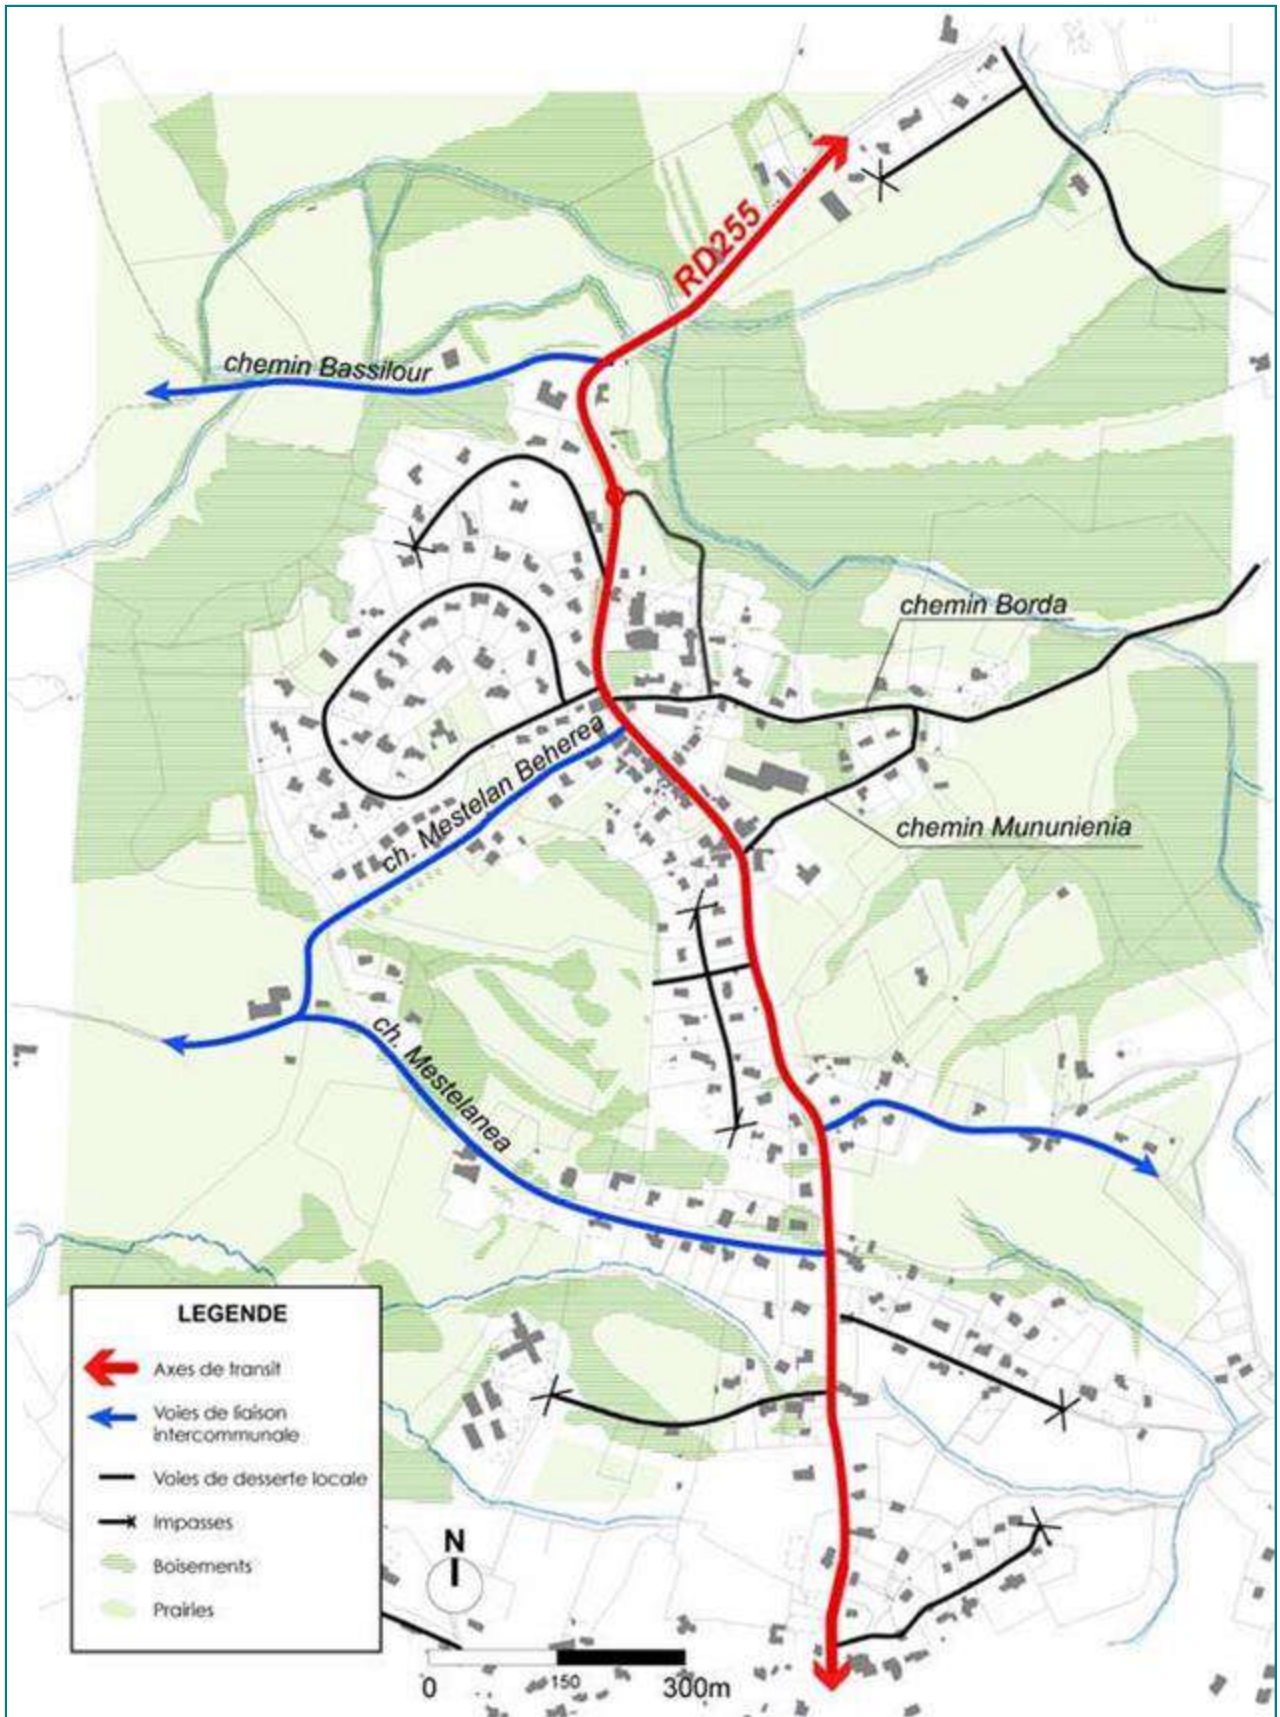 RD255
chemin Bassilour
chemin Borda
ch. Mestelan Beherea
chemin Mununienia
ch. Mestelanea
LEGENDE
Axes de transit
Voies de liaison
intercommunale
Voies de desserte locale
Impasses
Boisements
Prairies
N
0
150
300m